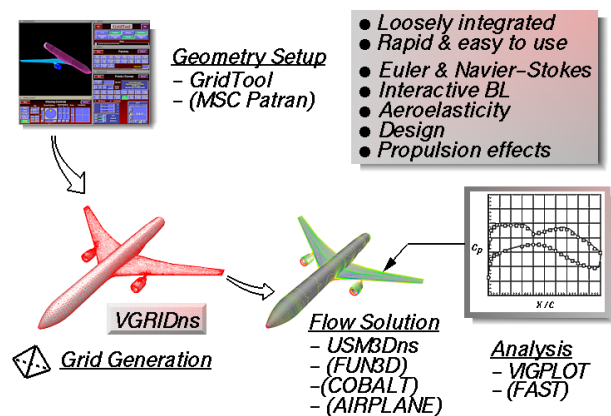 GridTool
Geometry Setup
– GridTool
– (MSC Patran)
● Loosely integrated
● Rapid & easy to use
● Euler & Navier–Stokes
● Interactive BL
● Aeroelasticity
● Design
● Propulsion effects
VGRIDns
Grid Generation
Flow Solution
– USM3Dns
– (FUN3D)
–(COBALT)
– (AIRPLANE)
Cp
X/C
Analysis
– VIGPLOT
– (FAST)